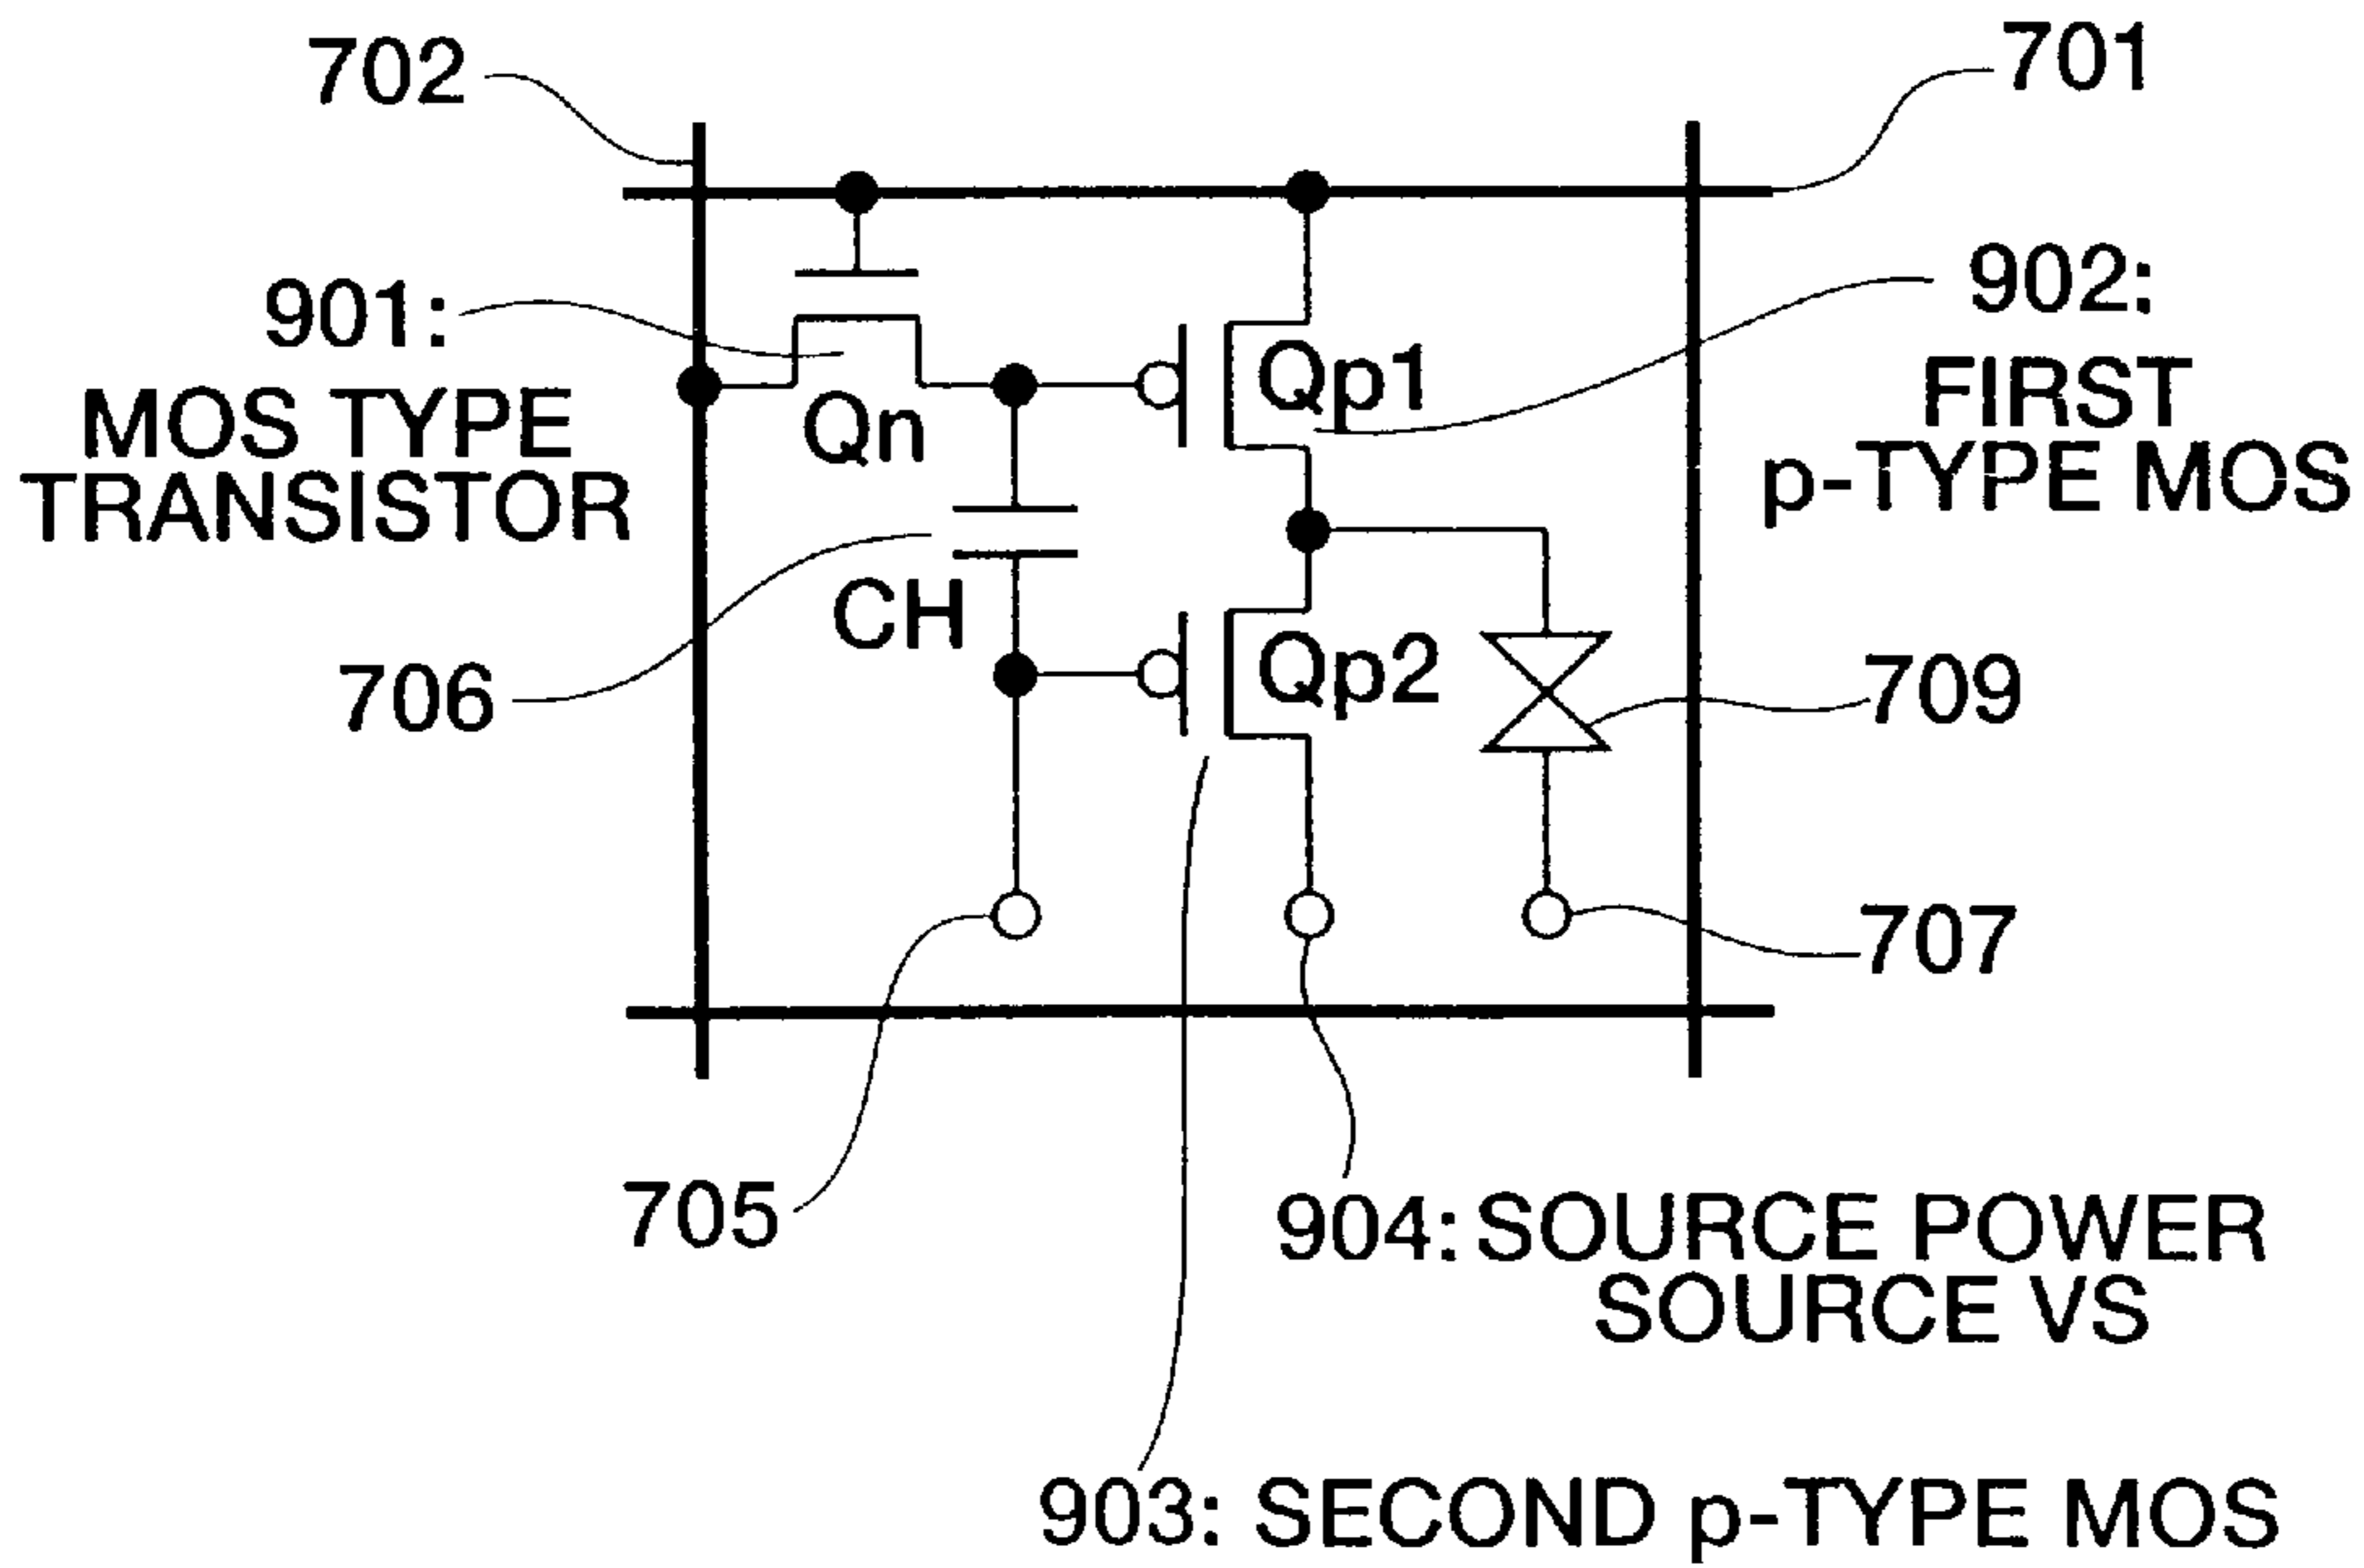 702
701
901:
MOS TYPE
TRANSISTOR
Qn
Qp1
902:
FIRST
p-TYPE MOS
CH
706
Qp2
709
707
705
904: SOURCE POWER
SOURCE VS
903: SECOND p-TYPE MOS